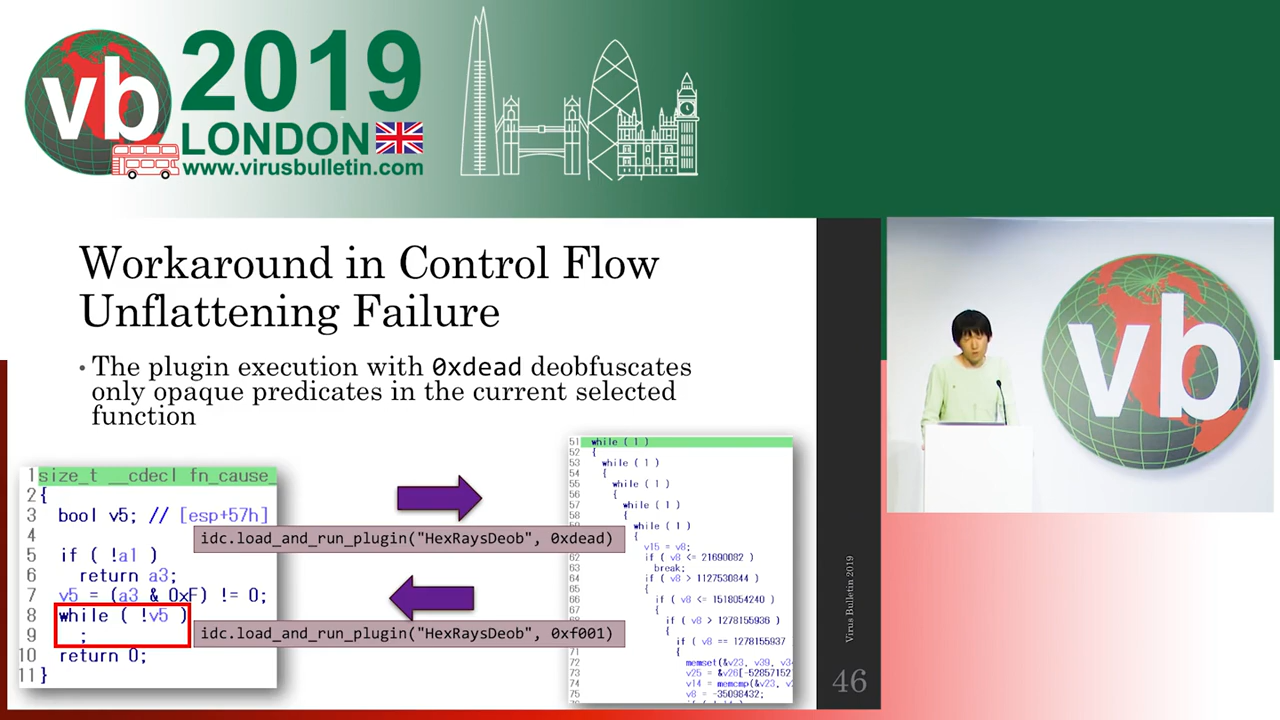 vb
2019
LONDON
www.virusbulletin.com
Workaround in Control Flow
Unflattening Failure
• The plugin execution with 0xdead deobfuscates
only opaque predicates in the current selected
function
1 size_t __cdecl fn_cause_
2 {
3 bool v5; // [esp+57h]
4
5 if ( !a1 )
6 return a3;
7 v5 = (a3 & 0xF) != 0;
8 while ( !v5 )
9 ;
10 return 0;
11 }
idc.load_and_run_plugin("HexRaysDeob", 0xdead)
idc.load_and_run_plugin("HexRaysDeob", 0xf001)
51 while ( 1 )
52 {
53 while ( 1 )
54 {
55 while ( 1 )
56 {
57 while ( 1 )
58 {
while ( 1 )
{
v15 = v8;
62 if ( v8 <= 21690082 )
63 break;
64 if ( v8 > 1127530844 )
65 {
66 if ( v8 <= 1518054240 )
67 {
68 if ( v8 > 1278155936 )
{
if ( v8 == 1278155937
71 {
72 memset(&v23, v39, v3
73 v25 = &v26[-52857152
74 v14 = memcmp(&v23, v
75 v8 = -35098432;
Virus Bulletin 2019
46
vb